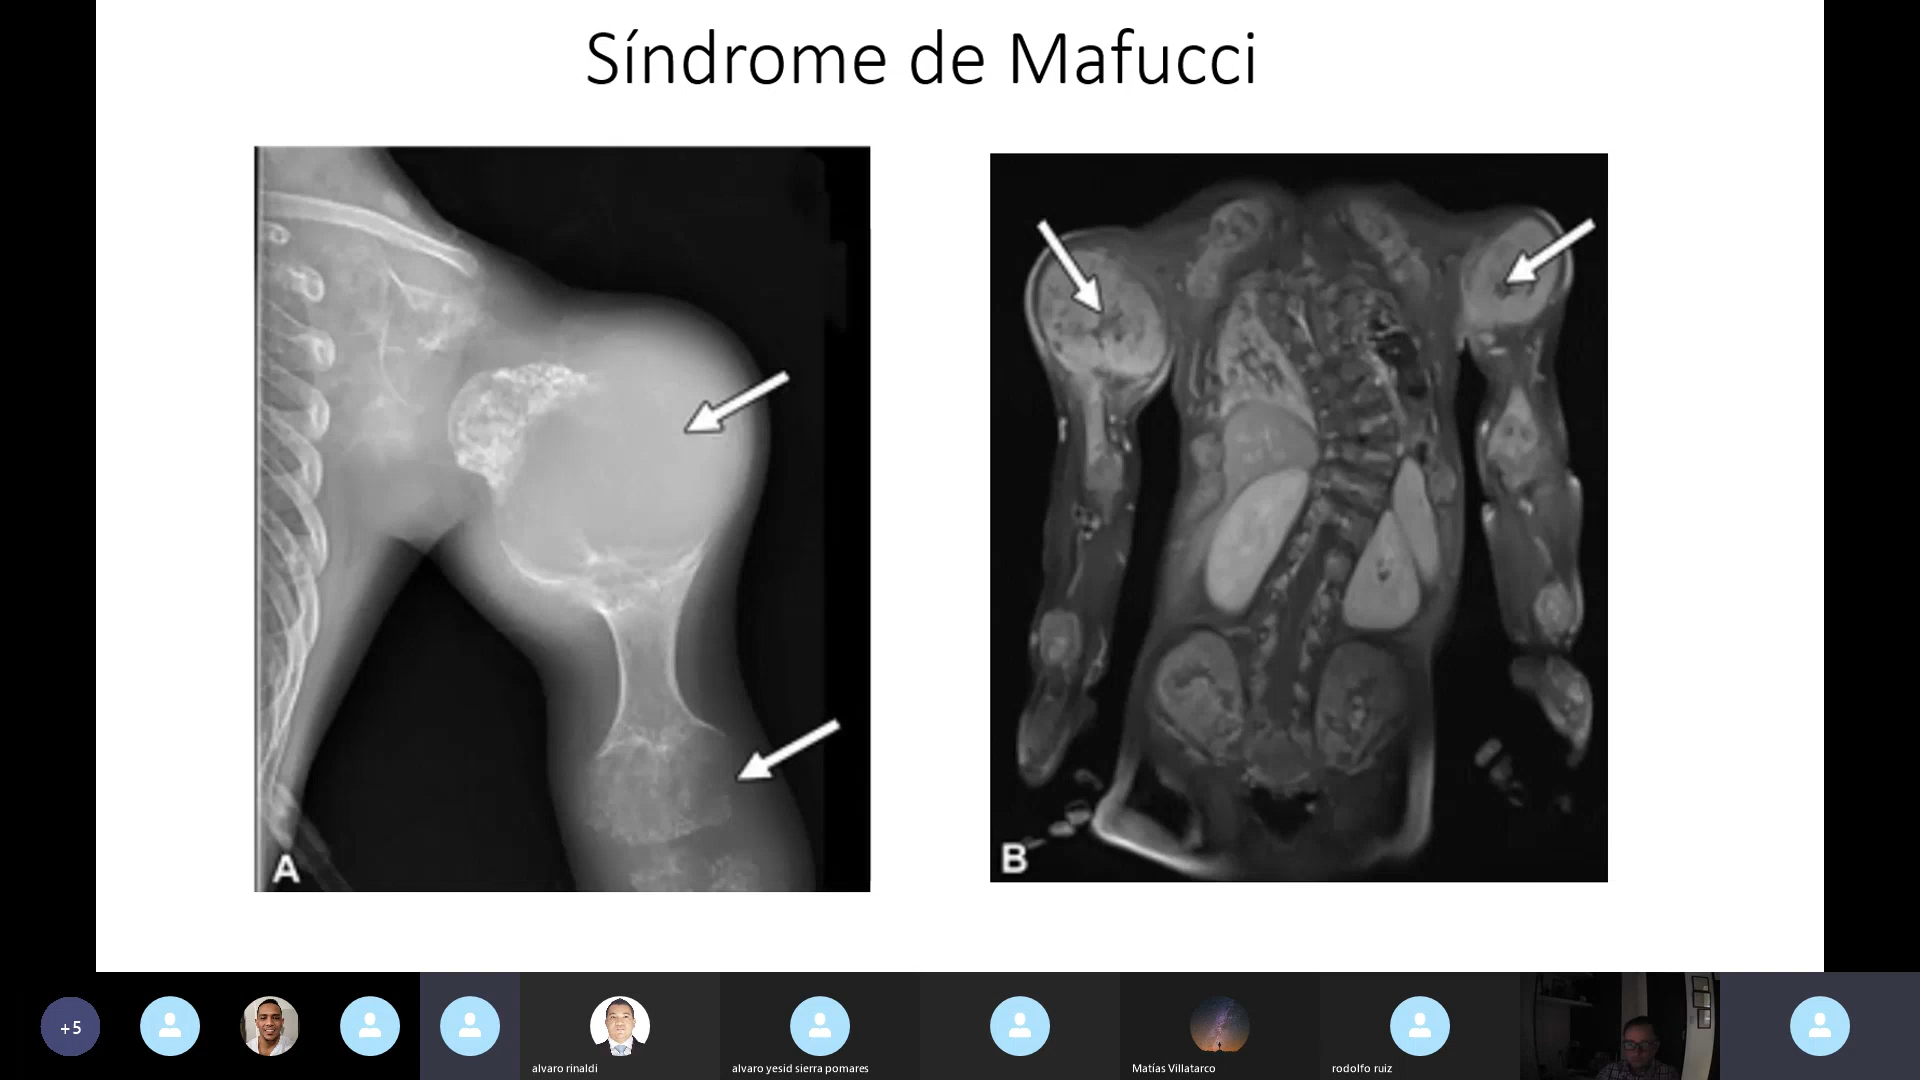 Síndrome de Mafucci
A
B
+5
alvaro rinaldi
alvaro yesid sierra pomares
Matías Villatarco
rodolfo ruiz